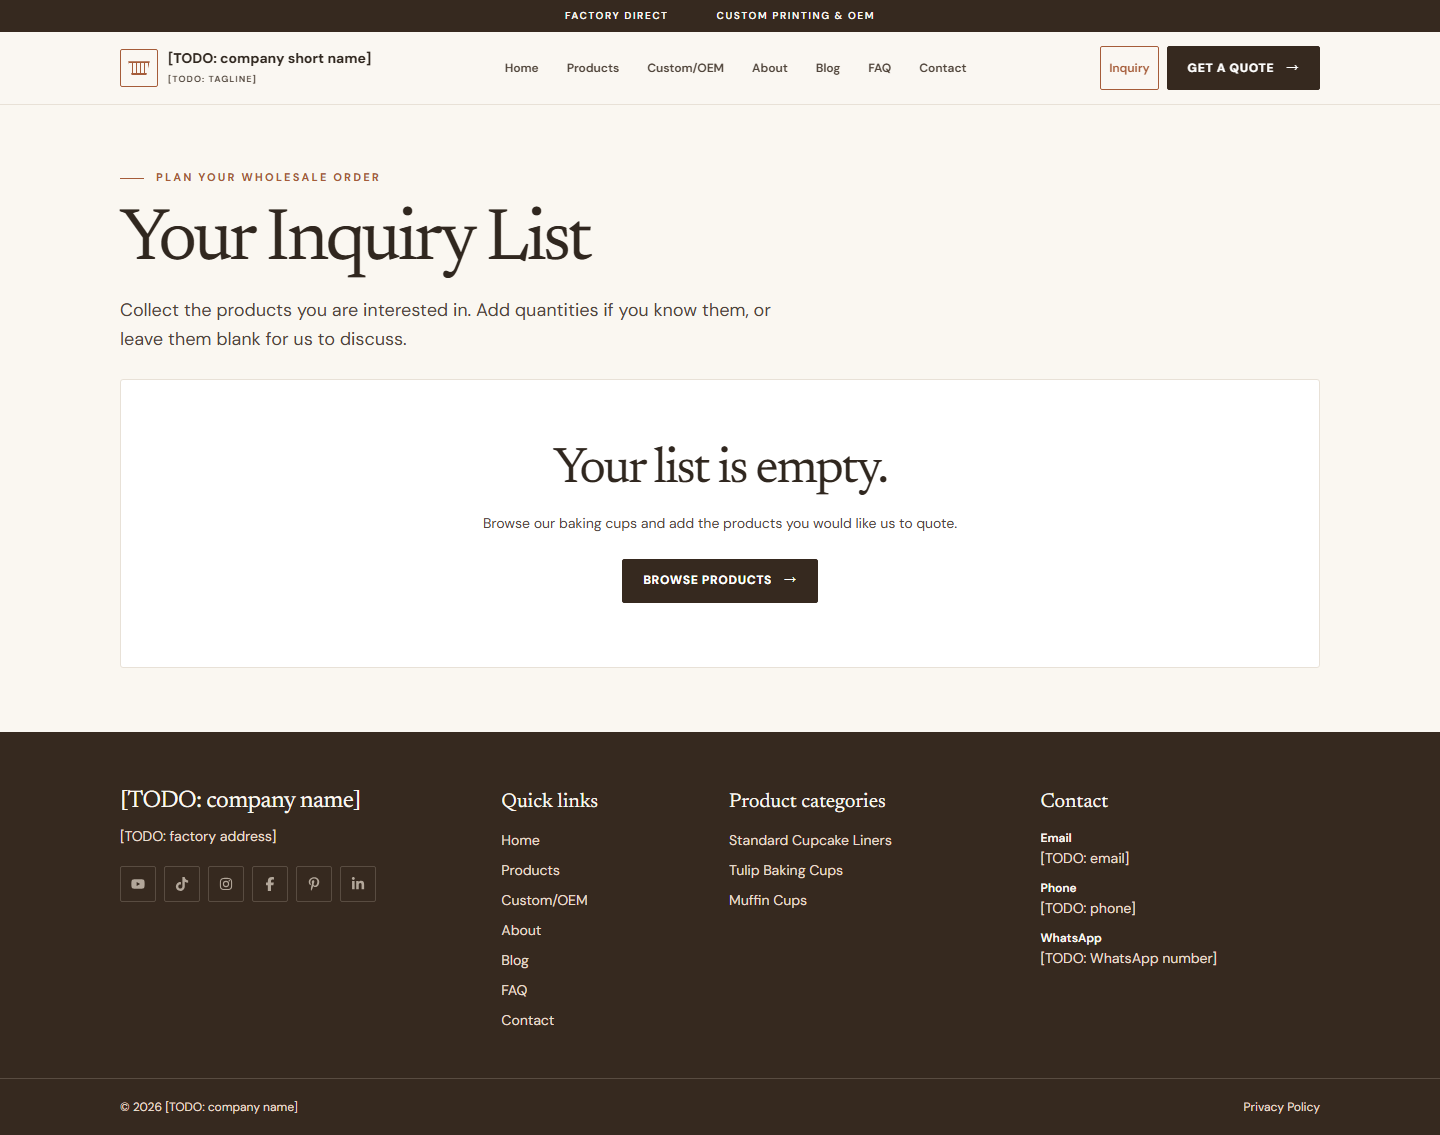 FACTORY DIRECT
CUSTOM PRINTING & OEM
[TODO: company short name]
[TODO: TAGLINE]
Home
Products
Custom/OEM
About
Blog
FAQ
Contact
Inquiry
GET A QUOTE →
PLAN YOUR WHOLESALE ORDER
Your Inquiry List
Collect the products you are interested in. Add quantities if you know them, or
leave them blank for us to discuss.
Your list is empty.
Browse our baking cups and add the products you would like us to quote.
BROWSE PRODUCTS →
[TODO: company name]
[TODO: factory address]
Quick links
Home
Products
Custom/OEM
About
Blog
FAQ
Contact
Product categories
Standard Cupcake Liners
Tulip Baking Cups
Muffin Cups
Contact
Email
[TODO: email]
Phone
[TODO: phone]
WhatsApp
[TODO: WhatsApp number]
© 2026 [TODO: company name]
Privacy Policy